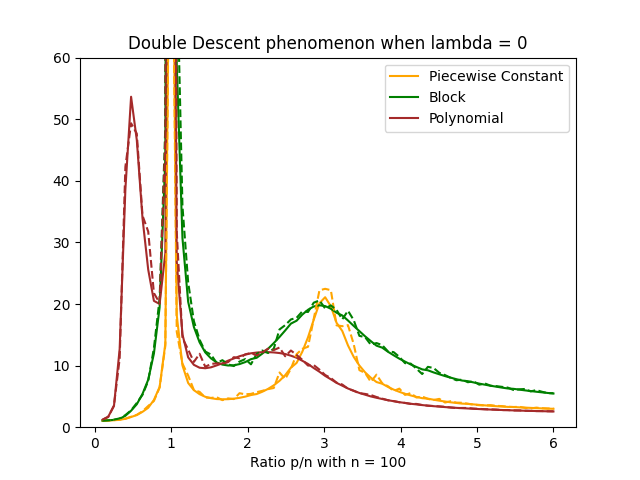 Double Descent phenomenon when lambda = 0
60
50
40
30
20
10
0
Piecewise Constant
Block
Polynomial
0
1
2
3
4
5
6
Ratio p/n with n = 100